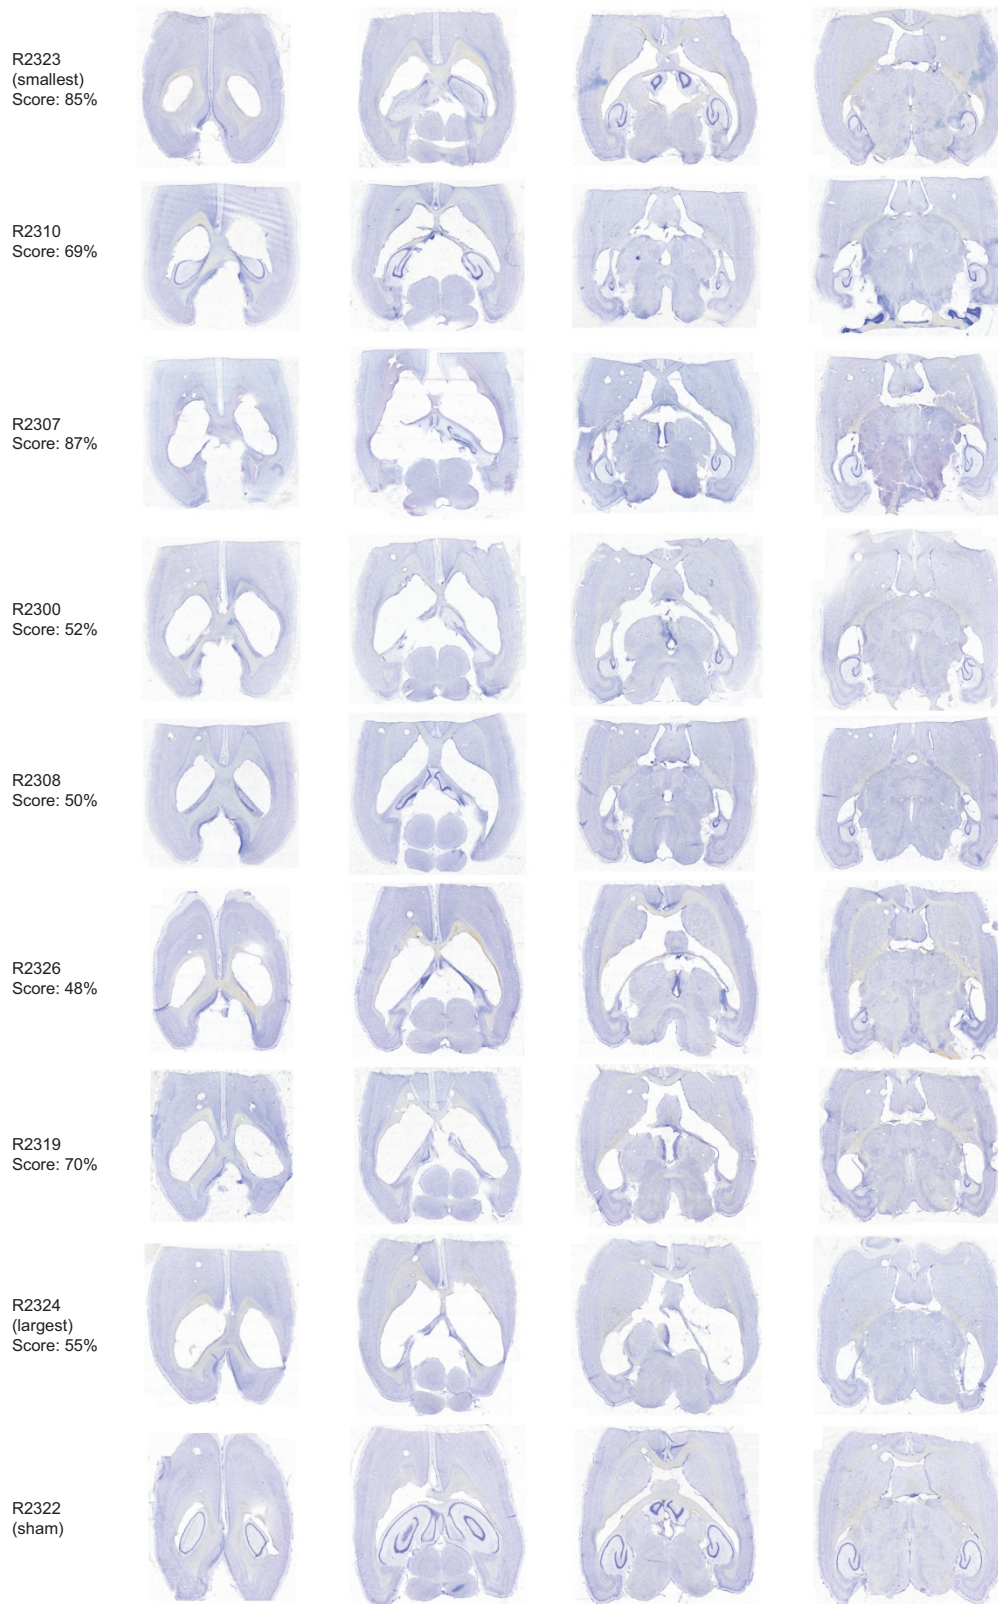 R2323
(smallest)
Score: 85%
R2310
Score: 69%
R2307
Score: 87%
R2300
Score: 52%
R2308
Score: 50%
R2326
Score: 48%
R2319
Score: 70%
R2324
(largest)
Score: 55%
R2322
(sham)